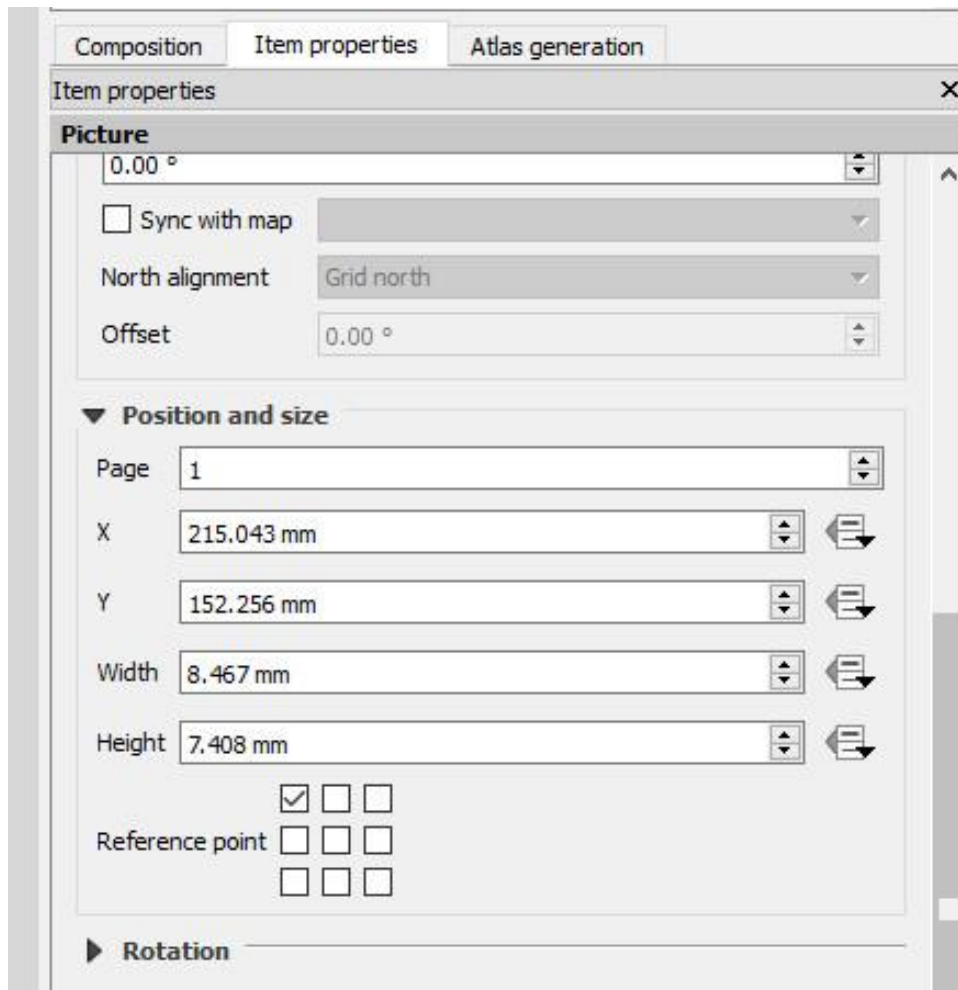 Composition Item properties Atlas generation
Item properties
Picture
0.00 °
Sync with map
North alignment Grid north
Offset 0.00 °
Position and size
Page 1
X 215.043 mm
Y 152.256 mm
Width 8.467 mm
Height 7.408 mm
Reference point
Rotation